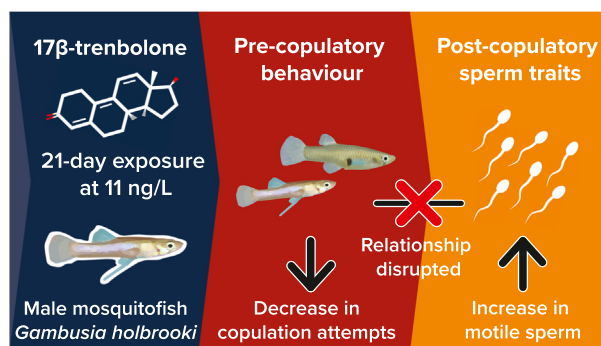 17β-trenbolone
21-day exposure
at 11 ng/L
Male mosquitofish
Gambusia holbrooki
Pre-copulatory
behaviour
Decrease in
copulation attempts
Relationship
disrupted
Post-copulatory
sperm traits
Increase in
motile sperm